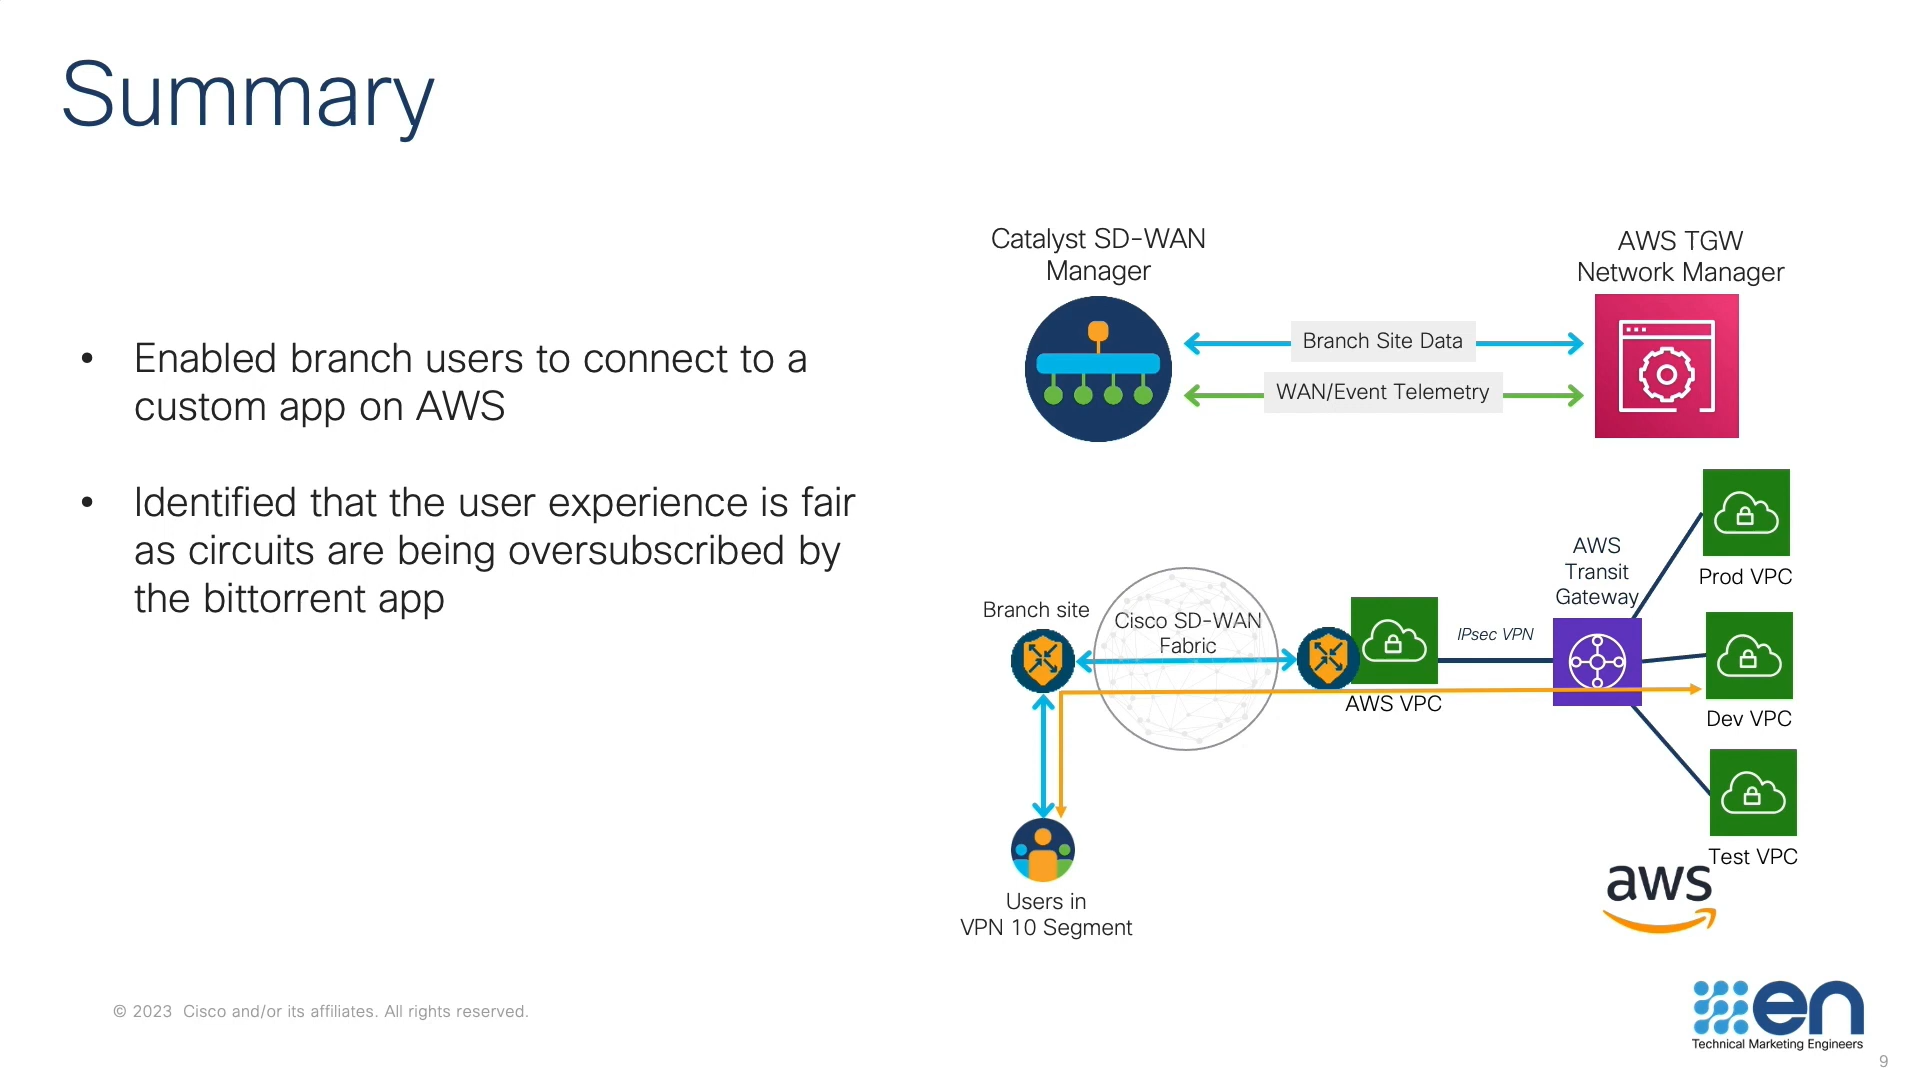 Summary
• Enabled branch users to connect to a
custom app on AWS
• Identified that the user experience is fair
as circuits are being oversubscribed by
the bittorrent app
Catalyst SD-WAN
Manager
AWS TGW
Network Manager
Branch Site Data
WAN/Event Telemetry
Branch site
Cisco SD-WAN
Fabric
AWS VPC
IPsec VPN
AWS
Transit
Gateway
Prod VPC
Dev VPC
Test VPC
Users in
VPN 10 Segment
aws
© 2023 Cisco and/or its affiliates. All rights reserved.
en
Technical Marketing Engineers
9